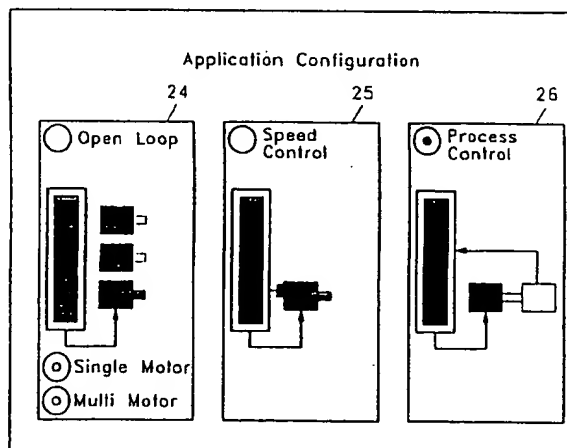 Application Configuration
24
25
26
Open Loop
Speed
Control
Process
Control
Single Motor
Multi Motor